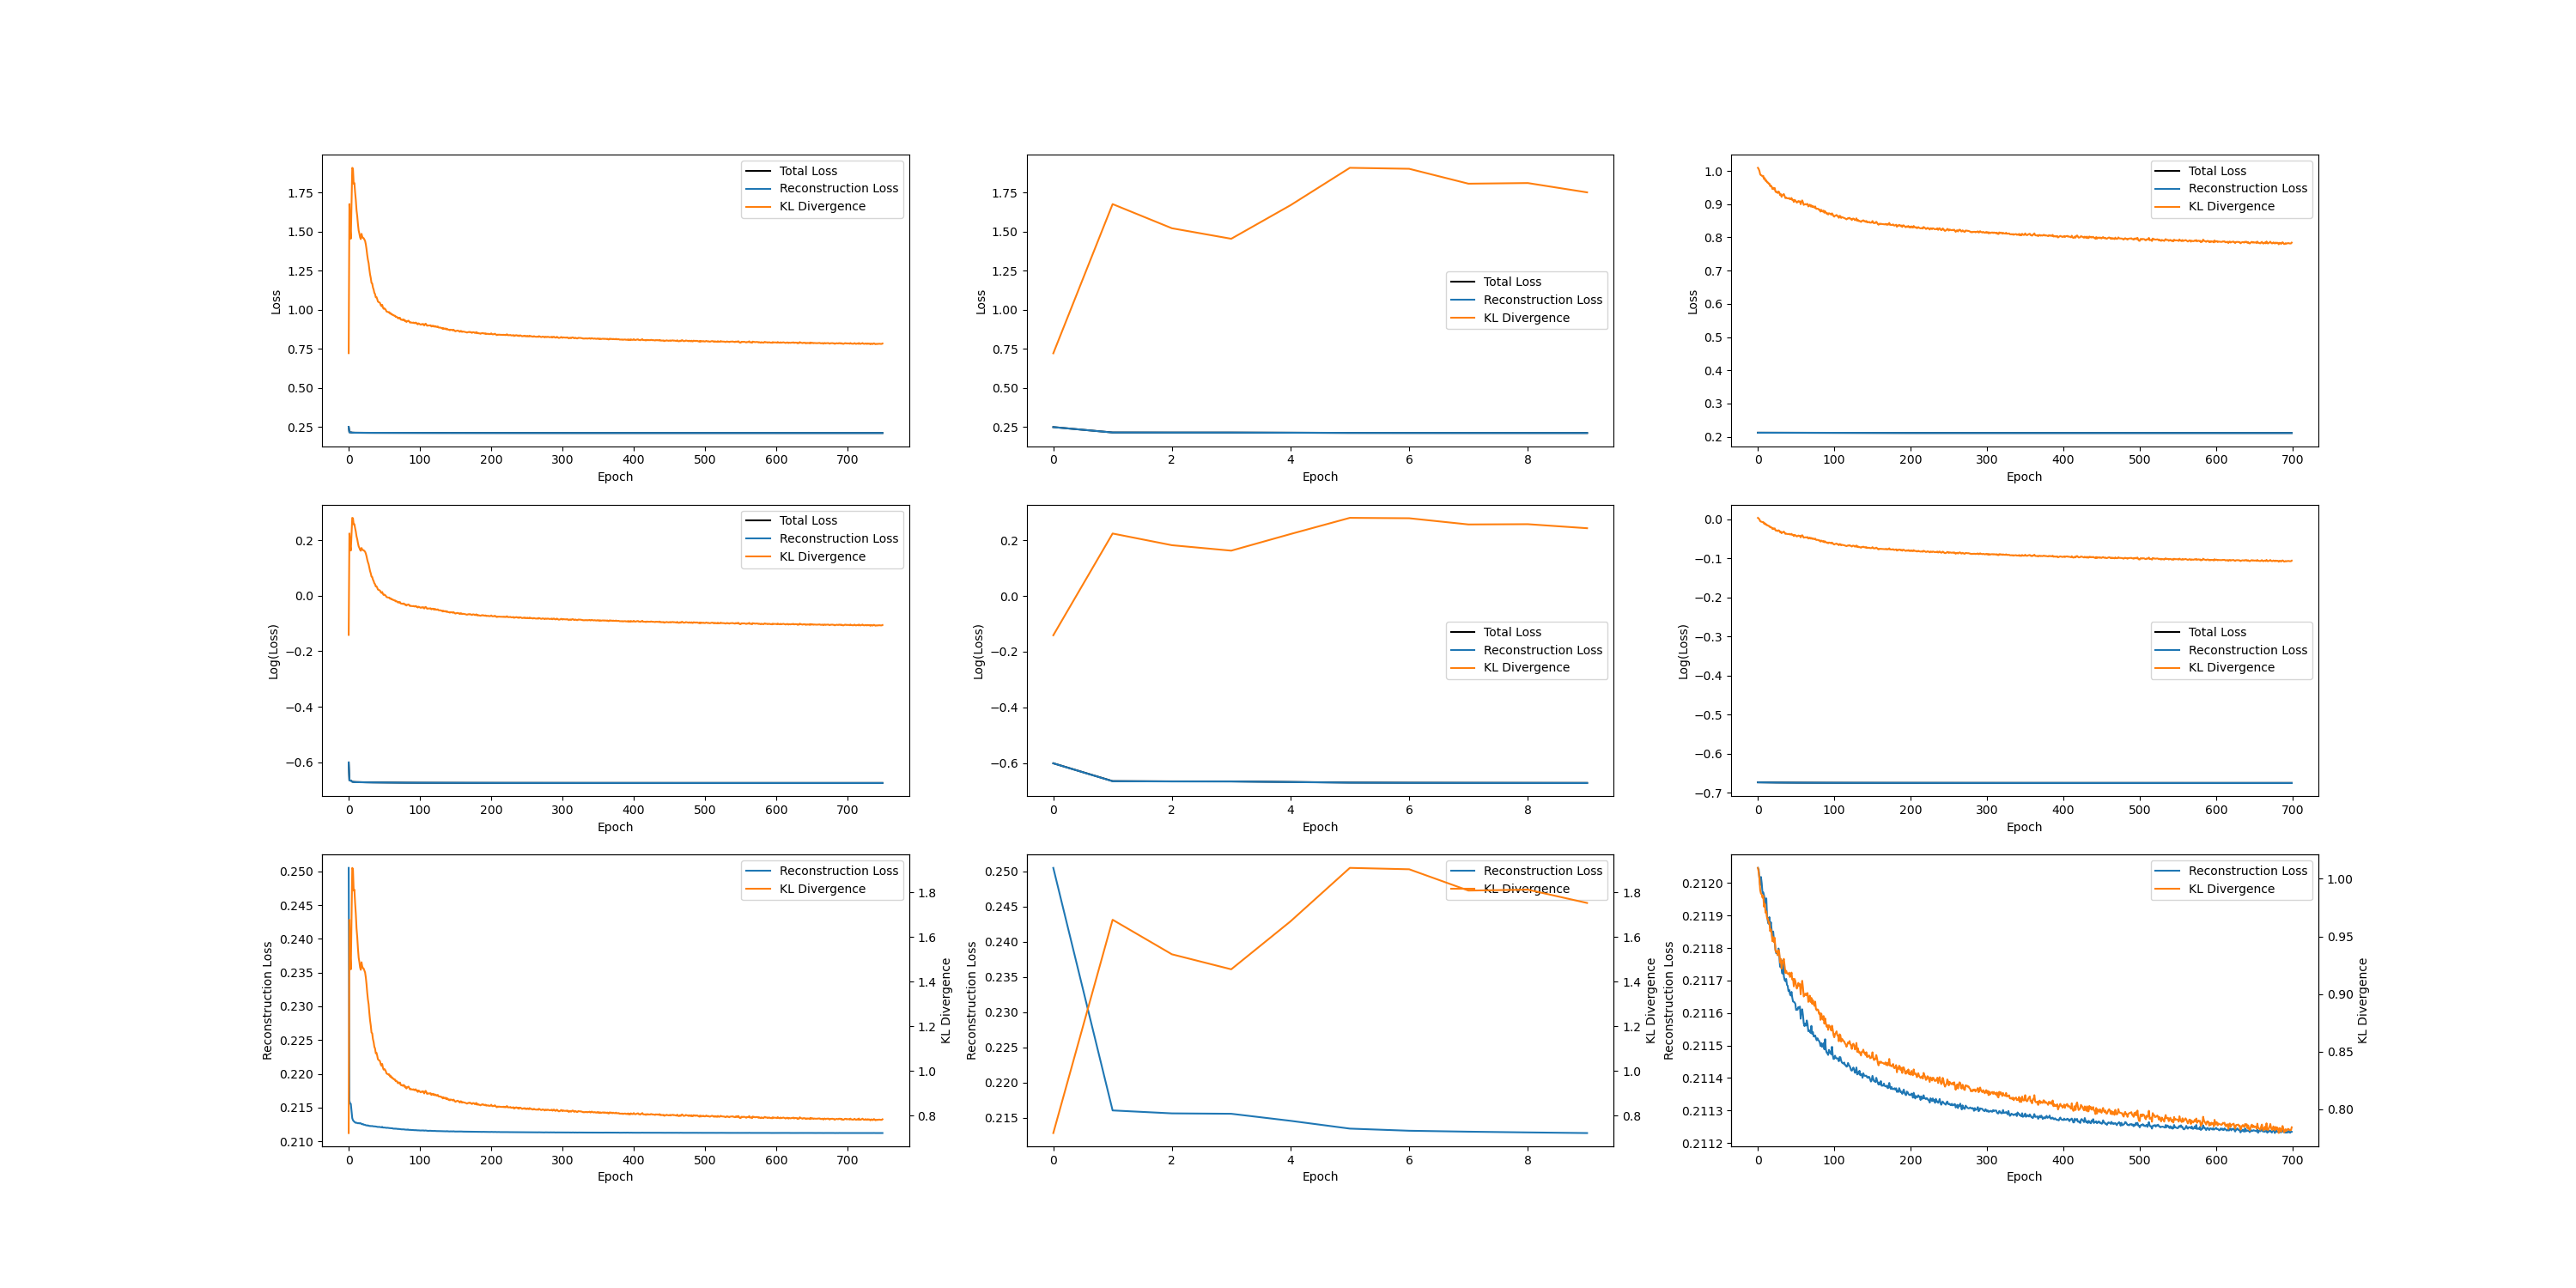 Total Loss
Reconstruction Loss
KL Divergence
1.75
1.50
1.25
1.00
0.75
0.50
0.25
Loss
0 100 200 300 400 500 600 700
Epoch
Total Loss
Reconstruction Loss
KL Divergence
1.75
1.50
1.25
1.00
0.75
0.50
0.25
Loss
0 2 4 6 8
Epoch
Total Loss
Reconstruction Loss
KL Divergence
1.0
0.9
0.8
0.7
0.6
0.5
0.4
0.3
0.2
Loss
0 100 200 300 400 500 600 700
Epoch
Total Loss
Reconstruction Loss
KL Divergence
0.2
0.0
−0.2
−0.4
−0.6
Log(Loss)
0 100 200 300 400 500 600 700
Epoch
Total Loss
Reconstruction Loss
KL Divergence
0.2
0.0
−0.2
−0.4
−0.6
Log(Loss)
0 2 4 6 8
Epoch
Total Loss
Reconstruction Loss
KL Divergence
0.0
−0.1
−0.2
−0.3
−0.4
−0.5
−0.6
−0.7
Log(Loss)
0 100 200 300 400 500 600 700
Epoch
Reconstruction Loss
KL Divergence
0.250
0.245
0.240
0.235
0.230
0.225
0.220
0.215
0.210
Reconstruction Loss
1.8
1.6
1.4
1.2
1.0
0.8
KL Divergence
0 100 200 300 400 500 600 700
Epoch
Reconstruction Loss
KL Divergence
0.250
0.245
0.240
0.235
0.230
0.225
0.220
0.215
Reconstruction Loss
1.8
1.6
1.4
1.2
1.0
0.8
KL Divergence
0 2 4 6 8
Epoch
Reconstruction Loss
KL Divergence
0.2120
0.2119
0.2118
0.2117
0.2116
0.2115
0.2114
0.2113
0.2112
Reconstruction Loss
1.00
0.95
0.90
0.85
0.80
KL Divergence
0 100 200 300 400 500 600 700
Epoch